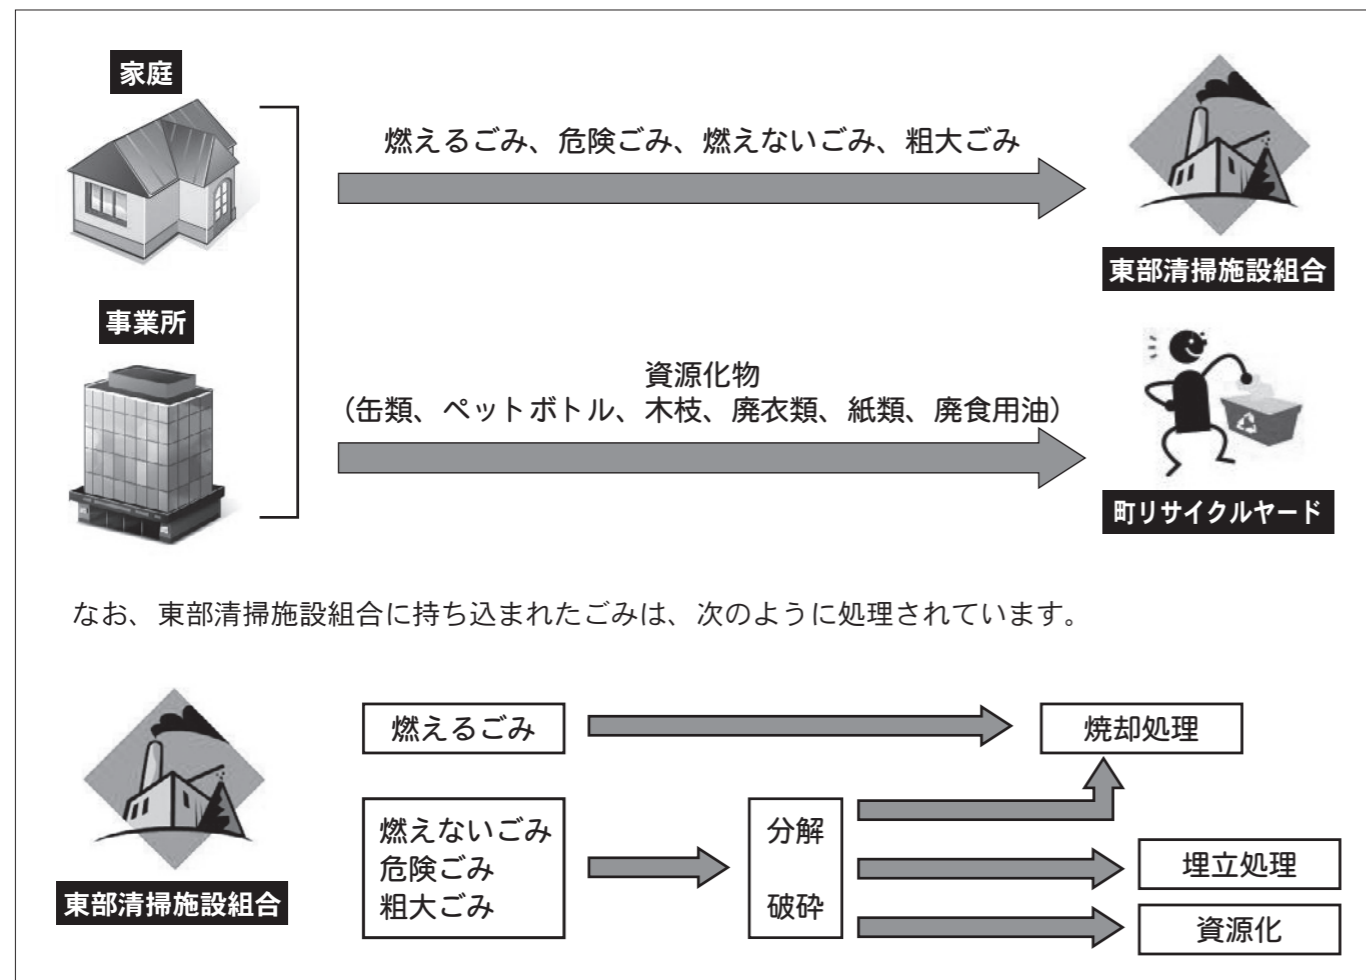 家庭
燃えるごみ、危険ごみ、燃えないごみ、粗大ごみ
東部清掃施設組合
事業所
資源化物
（缶類、ペットボトル、木枝、廃衣類、紙類、廃食用油）
町リサイクルヤード
なお、東部清掃施設組合に持ち込まれたごみは、次のように処理されています。
東部清掃施設組合
燃えるごみ
焼却処理
燃えないごみ
危険ごみ
粗大ごみ
分解
破砕
埋立処理
資源化